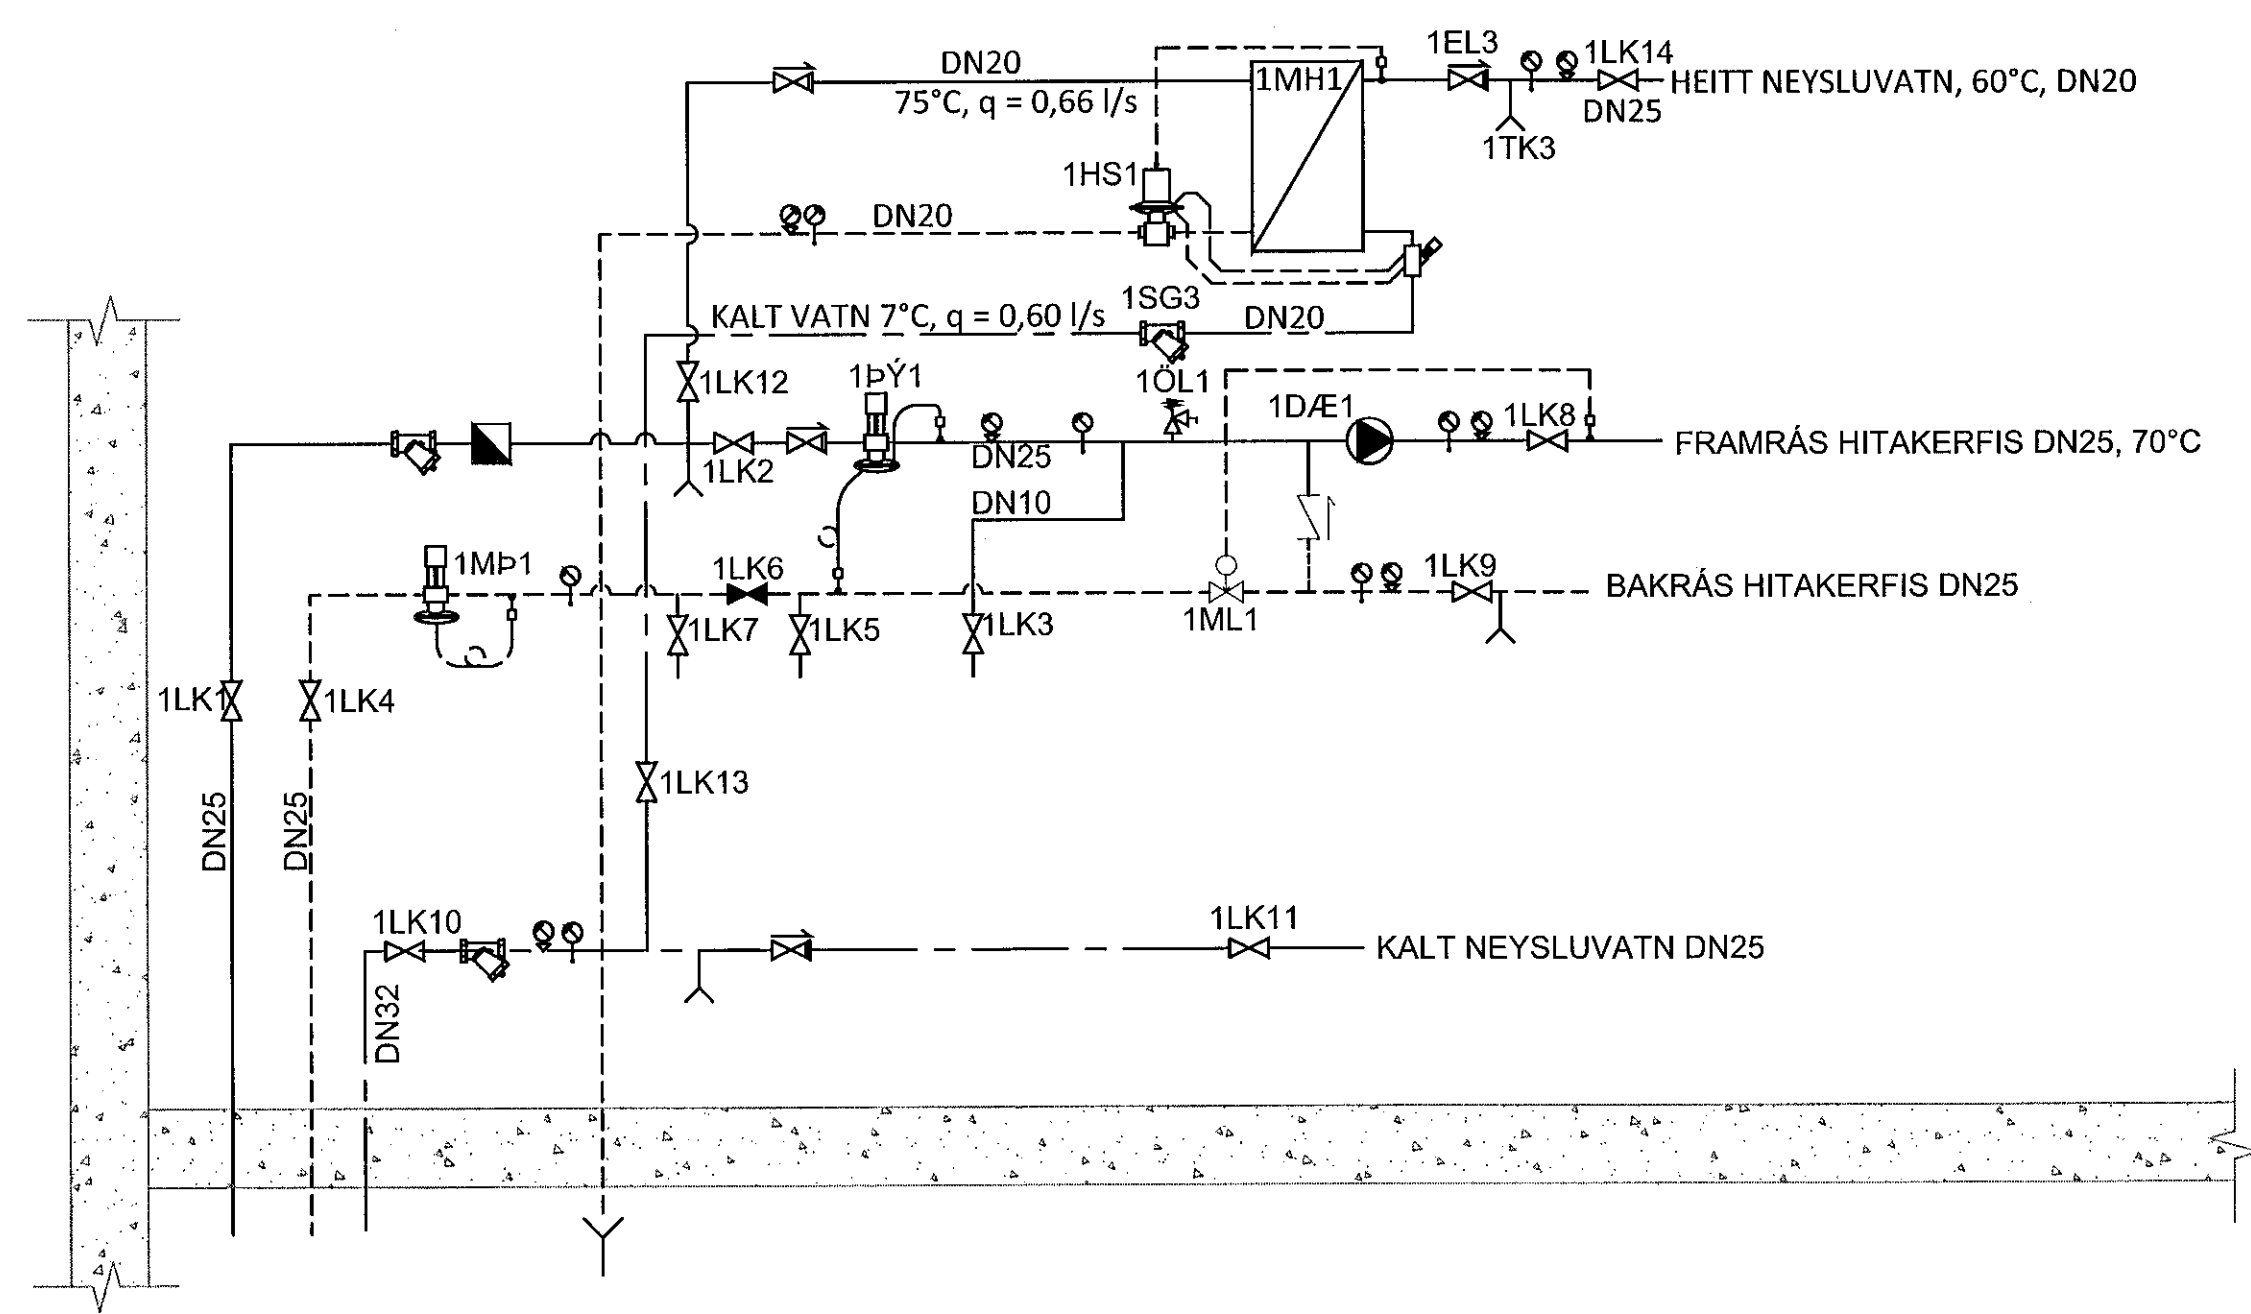 1EL3
1LK14
DN20
1MH1
HEITT NEYSLUVATN, 60°C, DN20
75°C, q = 0,66 l/s
DN25
1TK3
1HS1
DN20
1SG3
KALT VATN 7°C, q = 0,60 l/s
DN20
1LK12
1ÞÝ1
1ÖL1
1DÆ1
1LK8
FRAMRÁS HITAKERFIS DN25, 70°C
1LK2
DN25
DN10
1MÞ1
1LK6
1LK9
BAKRÁS HITAKERFIS DN25
1LK7
1LK5
1LK3
1ML1
1LK1
1LK4
1LK13
DN25
DN25
1LK10
1LK11
KALT NEYSLUVATN DN25
DN32